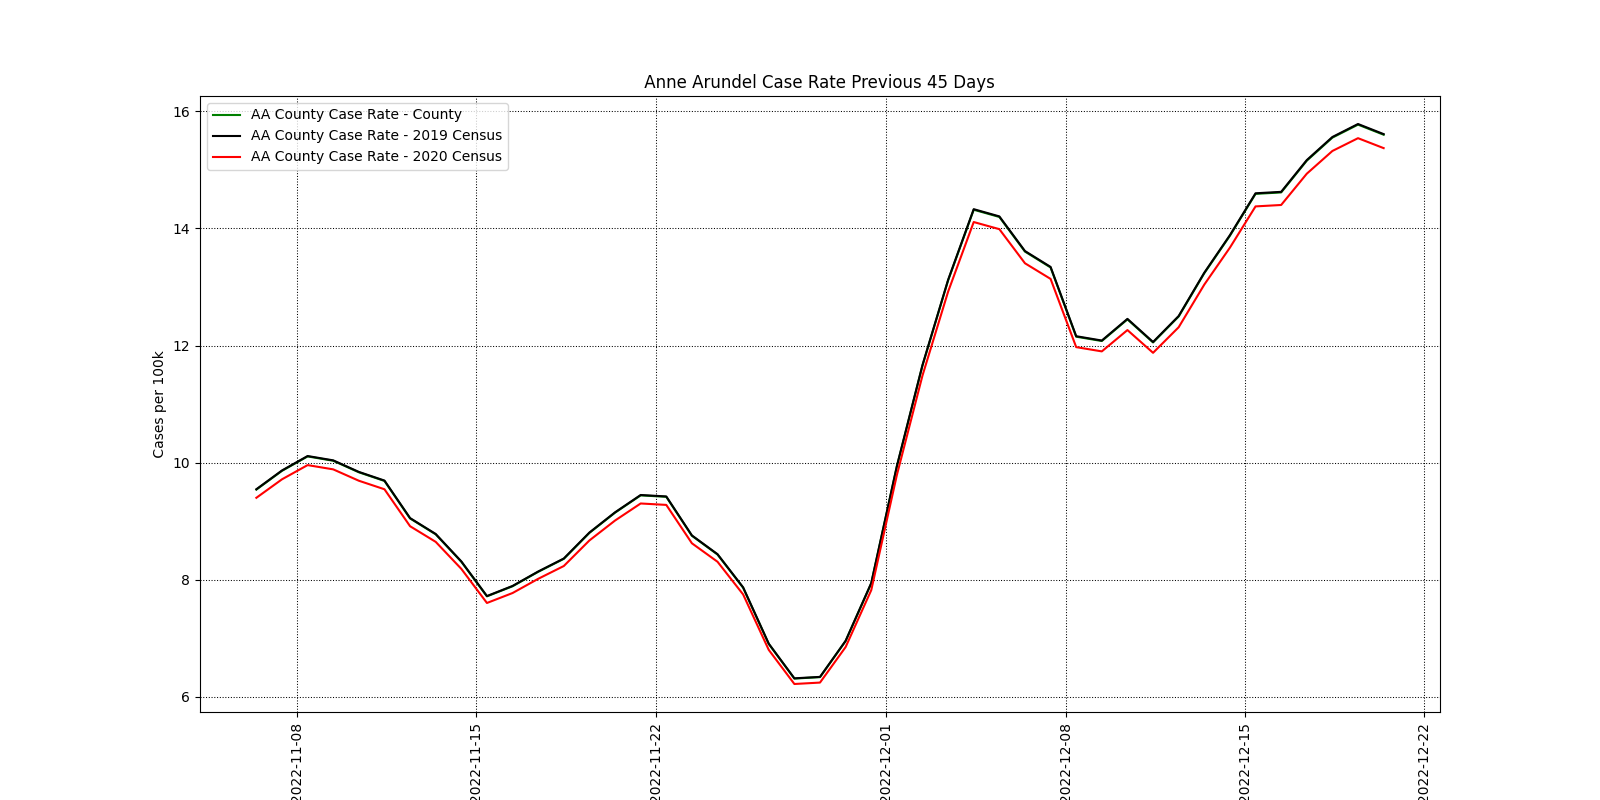 Anne Arundel Case Rate Previous 45 Days
AA County Case Rate - County
AA County Case Rate - 2019 Census
AA County Case Rate - 2020 Census
Cases per 100k
16
14
12
10
8
6
2022-11-08
2022-11-15
2022-11-22
2022-12-01
2022-12-08
2022-12-15
2022-12-22